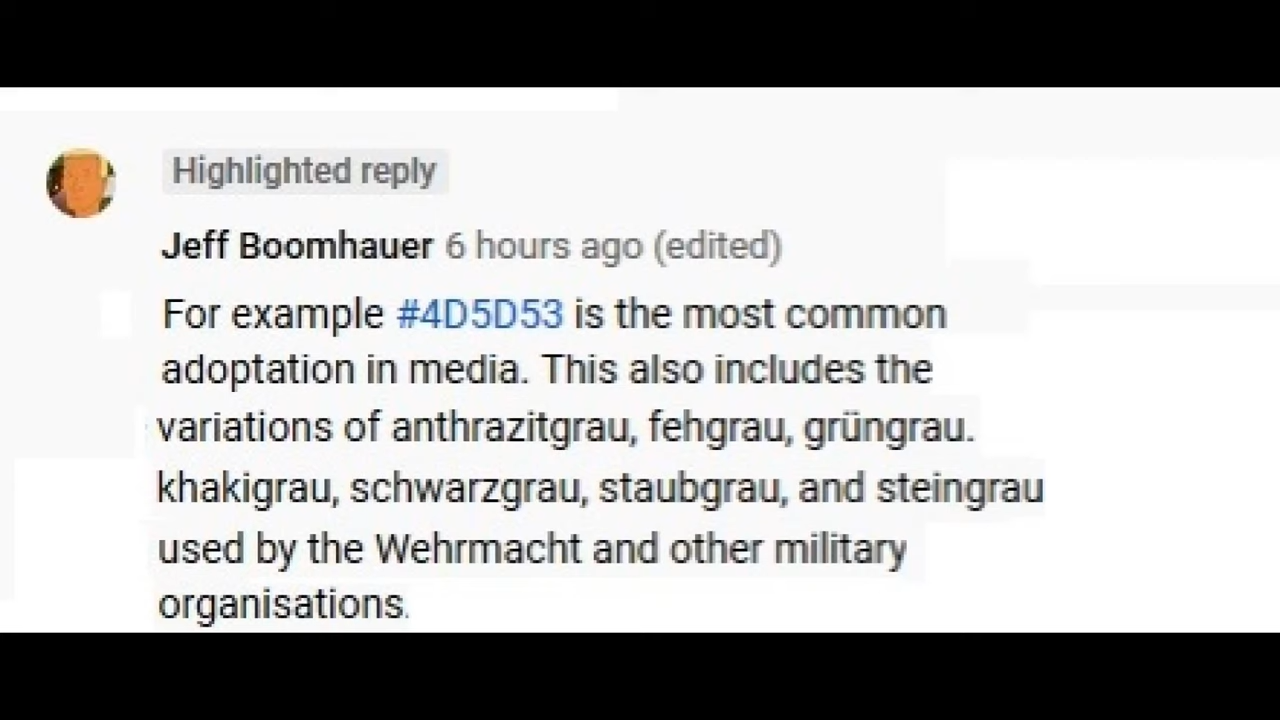 Highlighted reply
Jeff Boomhauer 6 hours ago (edited)
For example #4D5D53 is the most common
adoptation in media. This also includes the
variations of anthrazitgrau, fehgrau, grüngrau.
khakigrau, schwarzgrau, staubgrau, and steingrau
used by the Wehrmacht and other military
organisations.